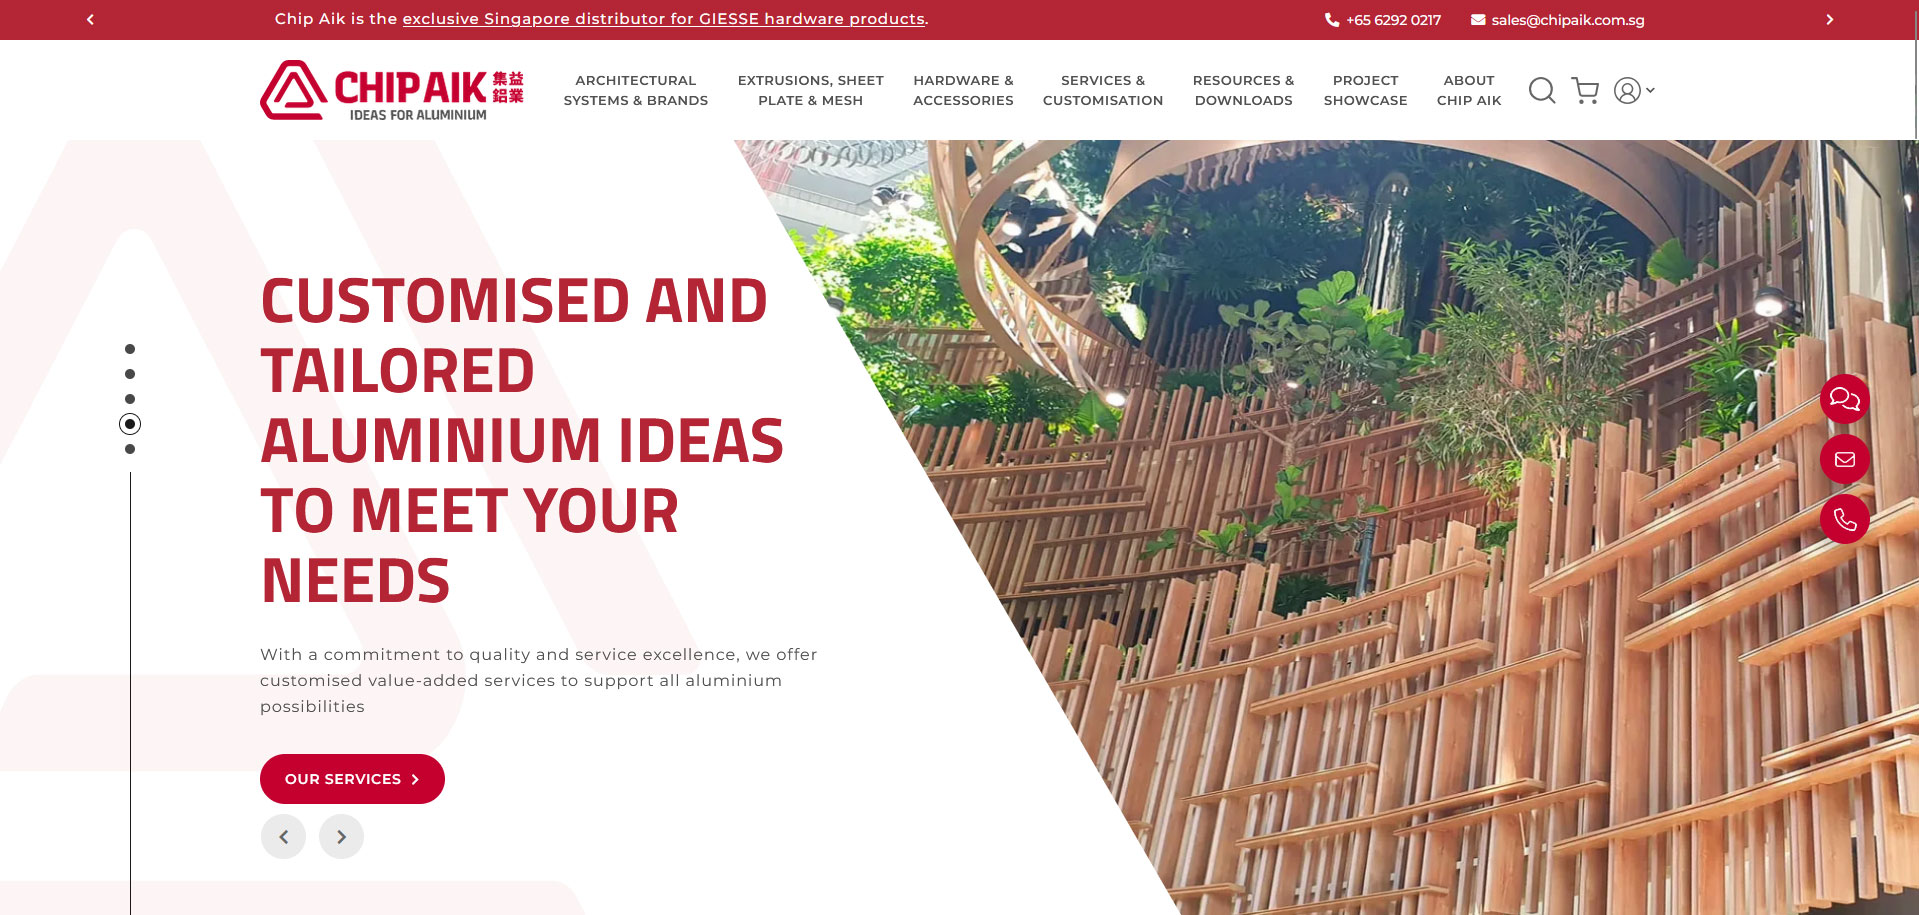 Chip Aik is the exclusive Singapore distributor for GIESSE hardware products.
+65 6292 0217
sales@chipaik.com.sg
CHIP AIK 集益
鋁業
IDEAS FOR ALUMINIUM
ARCHITECTURAL
SYSTEMS & BRANDS
EXTRUSIONS, SHEET
PLATE & MESH
HARDWARE &
ACCESSORIES
SERVICES &
CUSTOMISATION
RESOURCES &
DOWNLOADS
PROJECT
SHOWCASE
ABOUT
CHIP AIK
CUSTOMISED AND
TAILORED
ALUMINIUM IDEAS
TO MEET YOUR
NEEDS
With a commitment to quality and service excellence, we offer
customised value-added services to support all aluminium
possibilities
OUR SERVICES